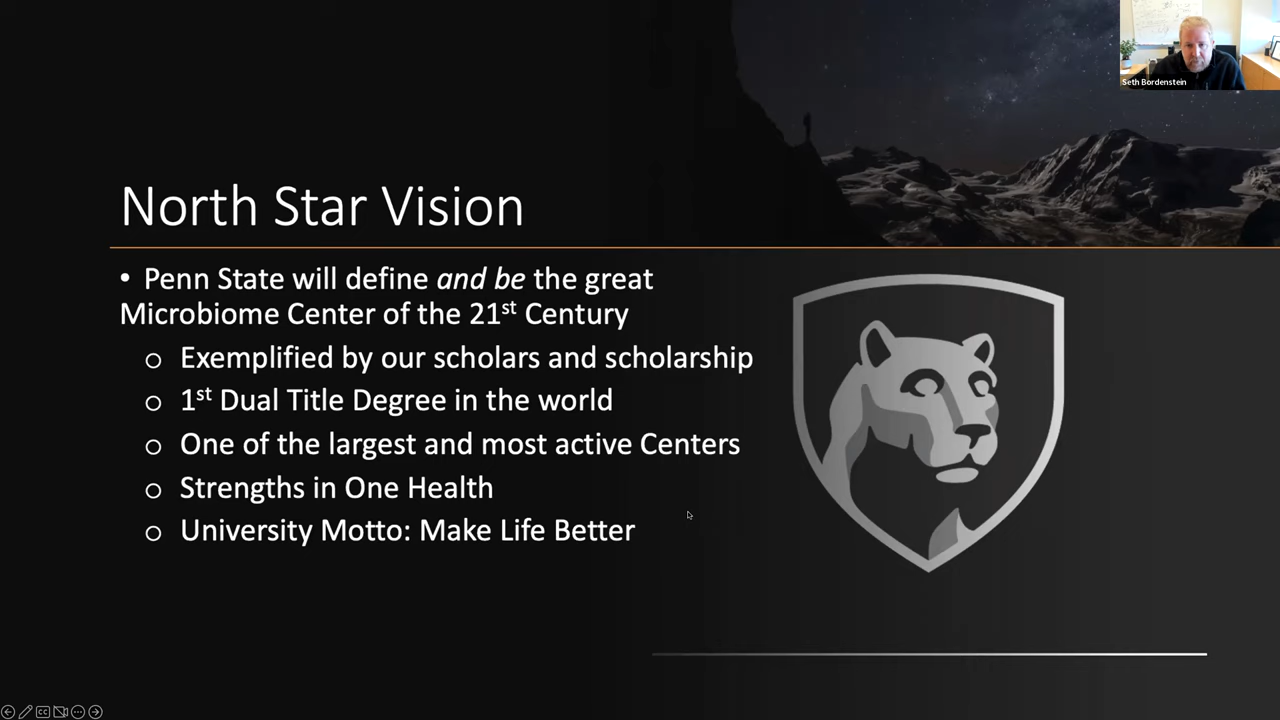 Seth Bordenstein
North Star Vision
• Penn State will define and be the great
Microbiome Center of the 21st Century
o Exemplified by our scholars and scholarship
o 1st Dual Title Degree in the world
o One of the largest and most active Centers
o Strengths in One Health
o University Motto: Make Life Better
CC